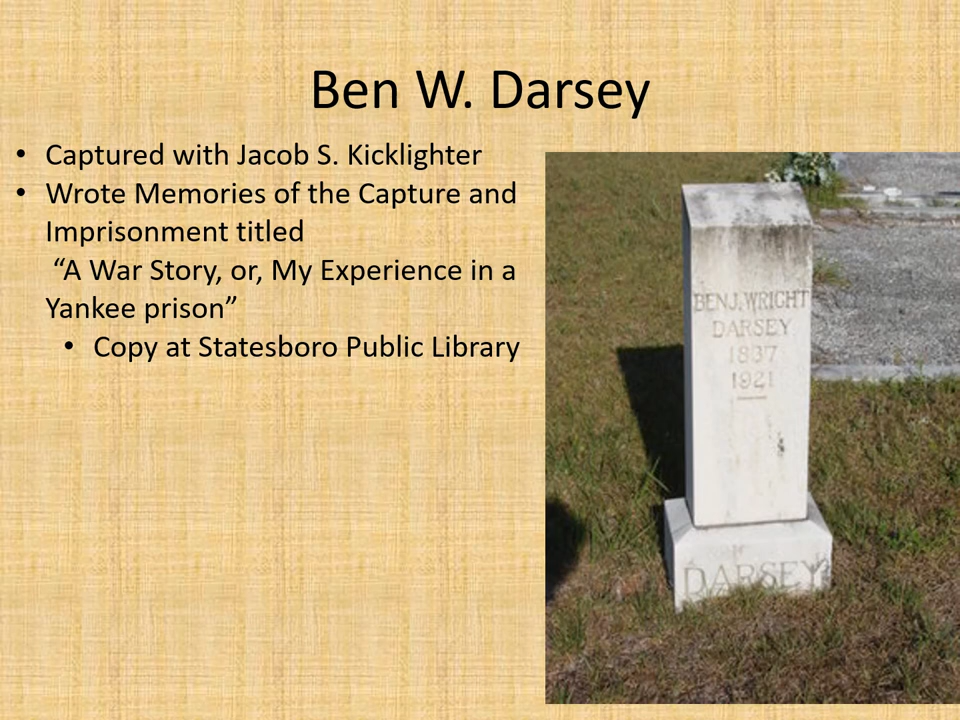 Ben W. Darsey
• Captured with Jacob S. Kicklighter
• Wrote Memories of the Capture and
Imprisonment titled
“A War Story, or, My Experience in a
Yankee prison”
• Copy at Statesboro Public Library
BENJ. WRIGHT
DARSEY
1837
1921
DARSEY